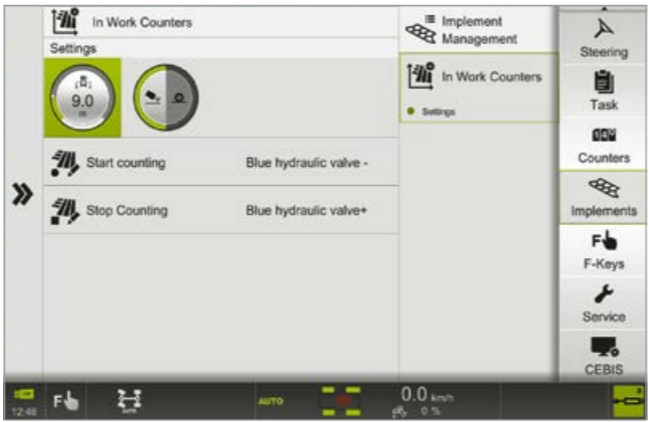 In Work Counters
Settings
9.0
m
Start counting
Blue hydraulic valve -
Stop Counting
Blue hydraulic valve+
Implement
Management
In Work Counters
Settings
Steering
Task
Counters
Implements
F
F-Keys
Service
CEBIS
12:46
F
AUTO
AUTO
0.0 km/h
0 %